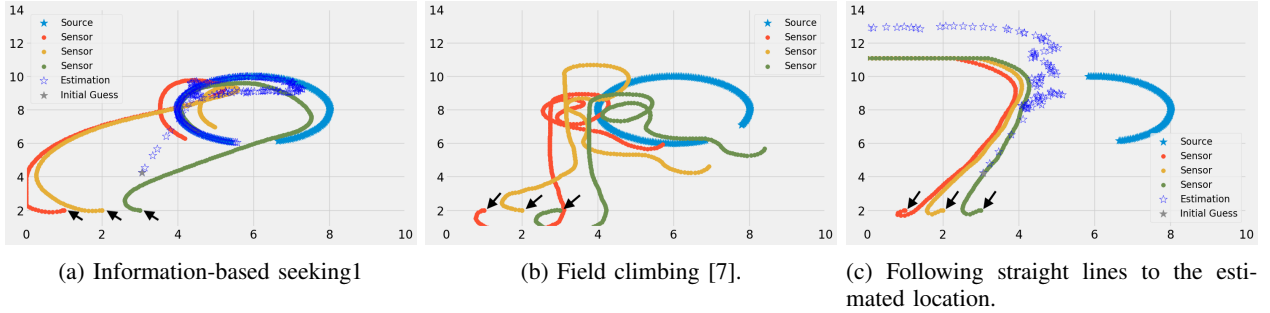 14
12
10
8
6
4
2
0
2
4
6
8
10
Source
Sensor
Sensor
Sensor
Estimation
Initial Guess
(a) Information-based seeking1
14
12
10
8
6
4
2
0
2
4
6
8
10
Source
Sensor
Sensor
Sensor
(b) Field climbing [7].
14
12
10
8
6
4
2
0
2
4
6
8
10
Source
Sensor
Sensor
Sensor
Estimation
Initial Guess
(c) Following straight lines to the esti-
mated location.